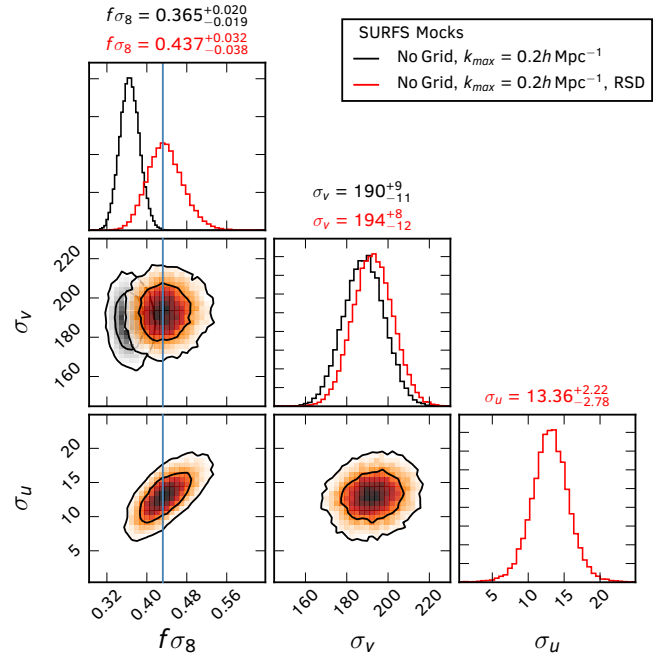 fσ₈ = 0.365⁺⁰·⁰²⁰₋₀.₀₁₉
fσ₈ = 0.437⁺⁰·⁰³²₋₀.₀₃₈
SURFS Mocks
No Grid, kₘₐₓ = 0.2h Mpc⁻¹
No Grid, kₘₐₓ = 0.2h Mpc⁻¹, RSD
σᵥ = 190⁺⁹₋₁₁
σᵥ = 194⁺⁸₋₁₂
220
200
180
160
σᵥ
σᵤ = 13.36⁺²·²²₋₂.₇₈
20
15
10
5
σᵤ
0.32 0.40 0.48 0.56
160 180 200 220
5 10 15 20
fσ₈
σᵥ
σᵤ